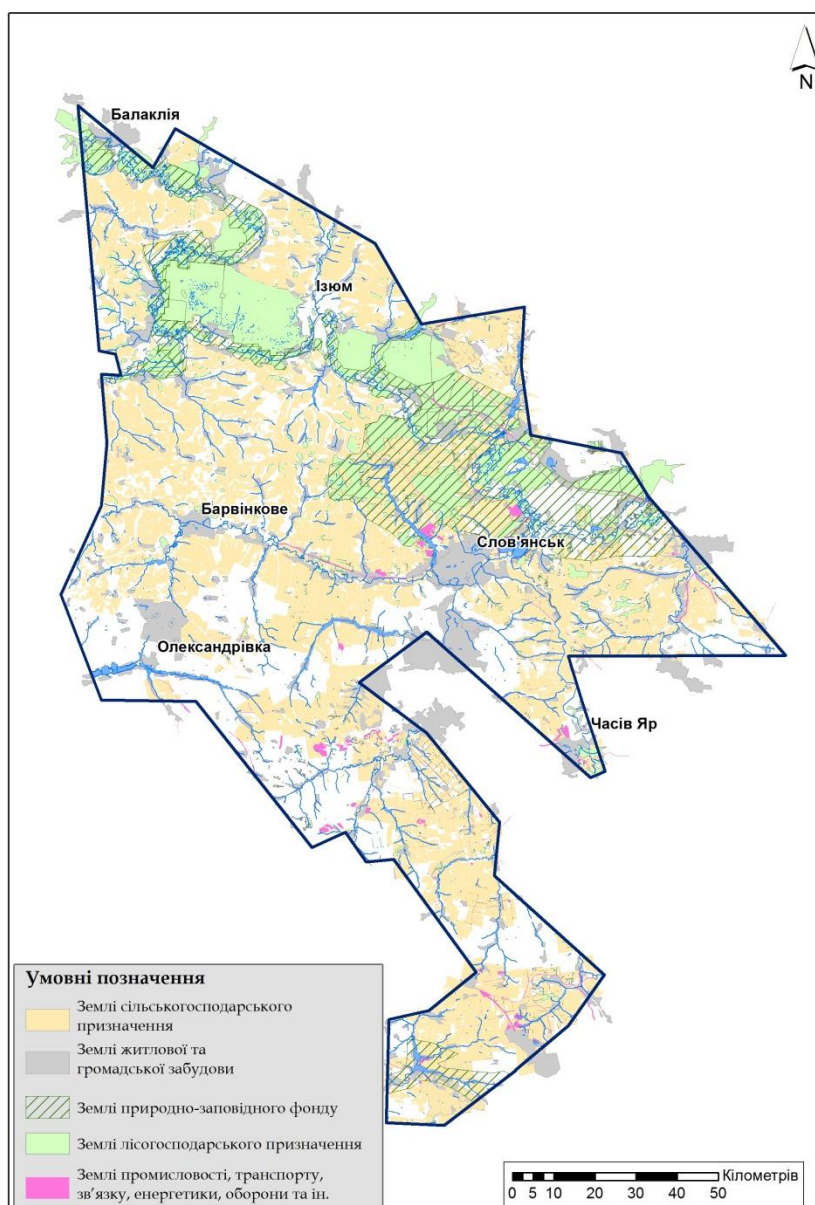 N
Балаклія
Ізюм
Барвінкове
Слов'янськ
Олександрівка
Часів Яр
Умовні позначення
Землі сільськогосподарського
призначення
Землі житлової та
громадської забудови
Землі природно-заповідного фонду
Землі лісогосподарського призначення
Землі промисловості, транспорту,
зв’язку, енергетики, оборони та ін.
Кілометрів
0 5 10 20 30 40 50